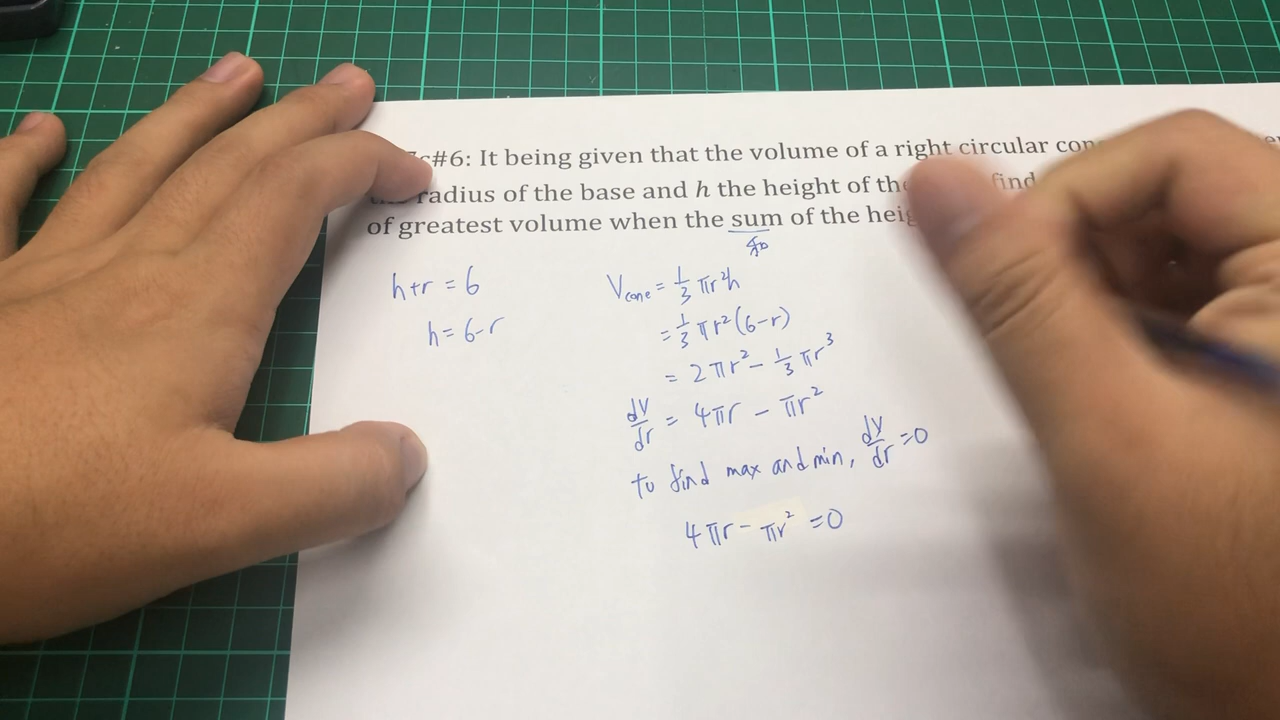 c#6: It being given that the volume of a right circular con
radius of the base and h the height of the find
of greatest volume when the sum of the heig
h+r = 6
h = 6-r
V cone = 1/3 πr²h
= 1/3 πr²(6-r)
= 2πr² - 1/3 πr³
dV/dr = 4πr - πr²
to find max and min, dV/dr = 0
4πr - πr² = 0